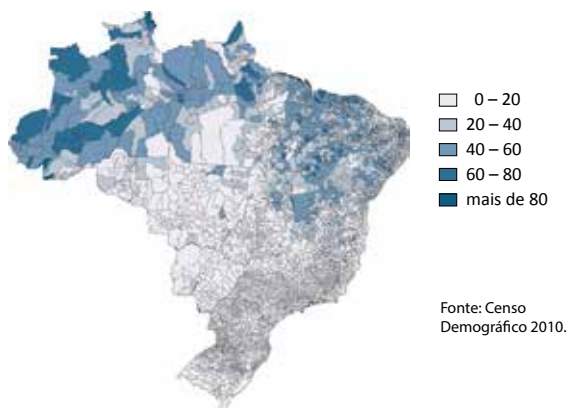 0 – 20
20 – 40
40 – 60
60 – 80
mais de 80
Fonte: Censo
Demográfico 2010.